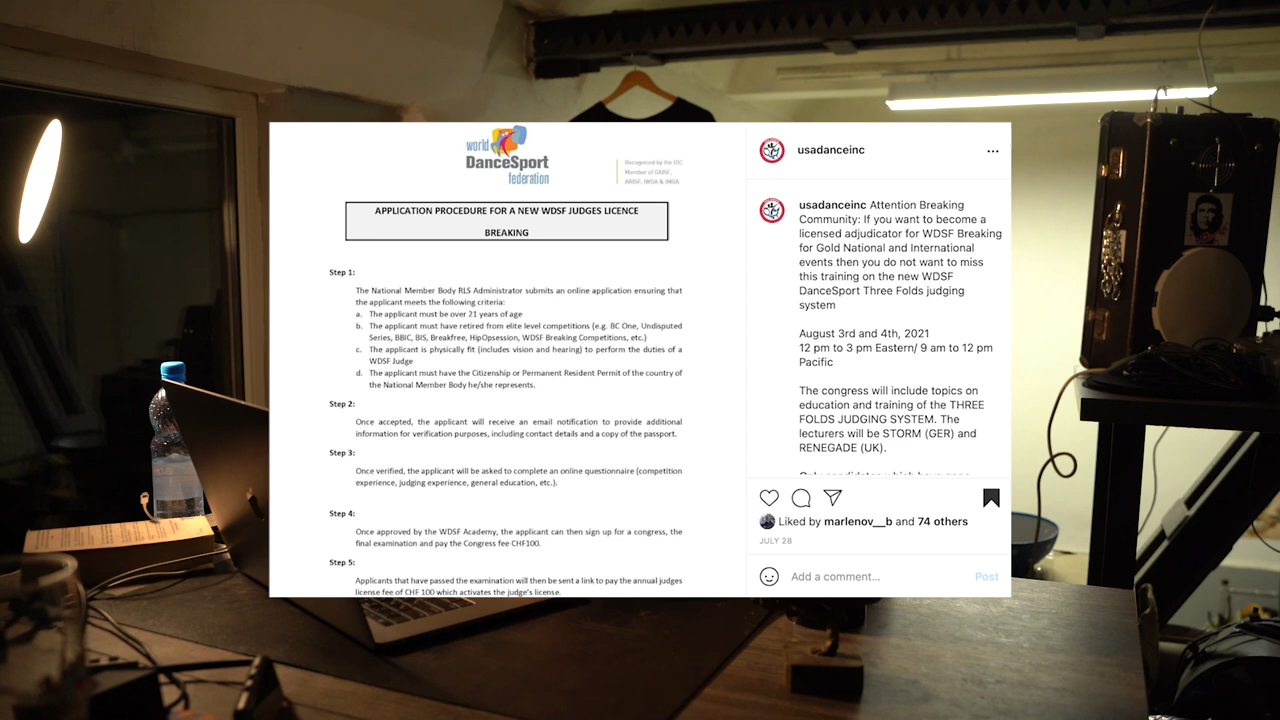 world
DanceSport
federation
Recognised by the IOC
Member of GAISF,
ARISF, IWGA & IMGA
APPLICATION PROCEDURE FOR A NEW WDSF JUDGES LICENCE
BREAKING
Step 1:
The National Member Body RLS Administrator submits an online application ensuring that
the applicant meets the following criteria:
a. The applicant must be over 21 years of age
b. The applicant must have retired from elite level competitions (e.g. BC One, Undisputed
Series, BBIC, BIS, Breakfree, HipOpsession, WDSF Breaking Competitions, etc.)
c. The applicant is physically fit (includes vision and hearing) to perform the duties of a
WDSF Judge
d. The applicant must have the Citizenship or Permanent Resident Permit of the country of
the National Member Body he/she represents.
Step 2:
Once accepted, the applicant will receive an email notification to provide additional
information for verification purposes, including contact details and a copy of the passport.
Step 3:
Once verified, the applicant will be asked to complete an online questionnaire (competition
experience, judging experience, general education, etc.).
Step 4:
Once approved by the WDSF Academy, the applicant can then sign up for a congress, the
final examination and pay the Congress fee CHF100.
Step 5:
Applicants that have passed the examination will then be sent a link to pay the annual judges
license fee of CHF 100 which activates the judge's license.
usadanceinc
usadanceinc Attention Breaking
Community: If you want to become a
licensed adjudicator for WDSF Breaking
for Gold National and International
events then you do not want to miss
this training on the new WDSF
DanceSport Three Folds judging
system
August 3rd and 4th, 2021
12 pm to 3 pm Eastern/ 9 am to 12 pm
Pacific
The congress will include topics on
education and training of the THREE
FOLDS JUDGING SYSTEM. The
lecturers will be STORM (GER) and
RENEGADE (UK).
Liked by marlenov__b and 74 others
JULY 28
Add a comment...
Post